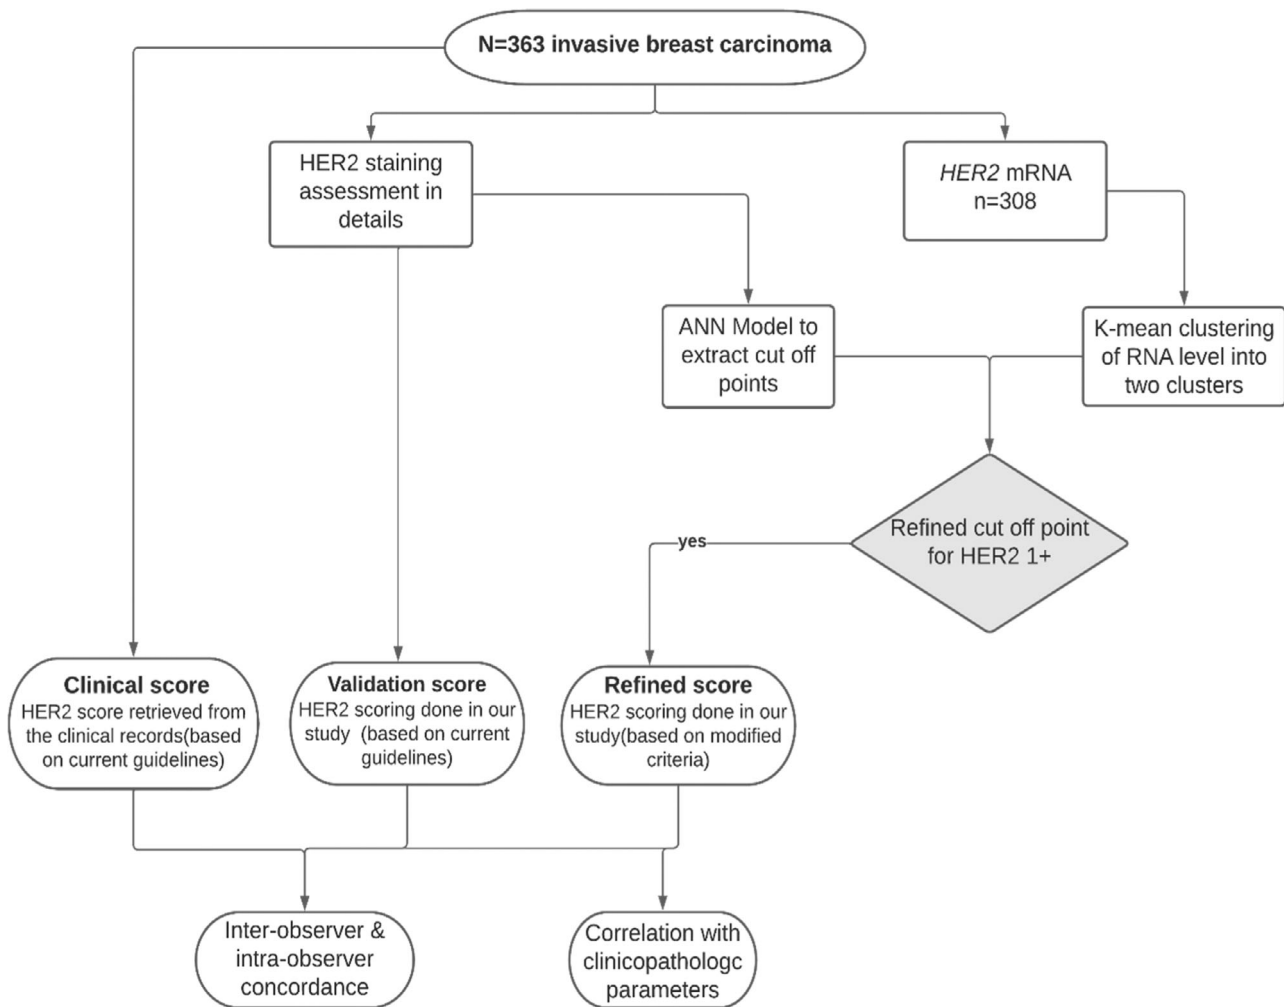 N=363 invasive breast carcinoma
HER2 staining
assessment in
details
HER2 mRNA
n=308
ANN Model to
extract cut off
points
K-mean clustering
of RNA level into
two clusters
Refined cut off point
for HER2 1+
yes
Clinical score
HER2 score retrieved from
the clinical records(based
on current guidelines)
Validation score
HER2 scoring done in our
study (based on current
guidelines)
Refined score
HER2 scoring done in our
study(based on modified
criteria)
Inter-observer &
intra-observer
concordance
Correlation with
clinicopathologc
parameters